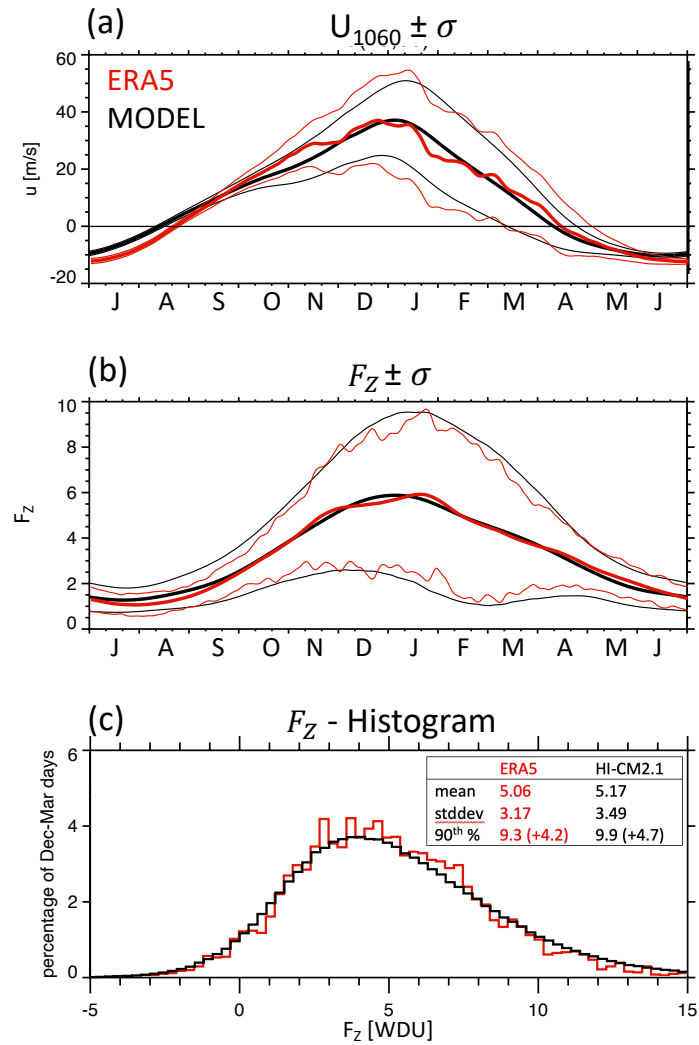 (a)
U1060 ± σ
ERA5
MODEL
u [m/s]
60
40
20
0
-20
J A S O N D J F M A M J
(b)
FZ ± σ
FZ
10
8
6
4
2
0
J A S O N D J F M A M J
(c)
FZ - Histogram
percentage of Dec-Mar days
6
4
2
0
ERA5 HI-CM2.1
mean 5.06 5.17
stddev 3.17 3.49
90th % 9.3 (+4.2) 9.9 (+4.7)
-5 0 5 10 15
FZ [WDU]